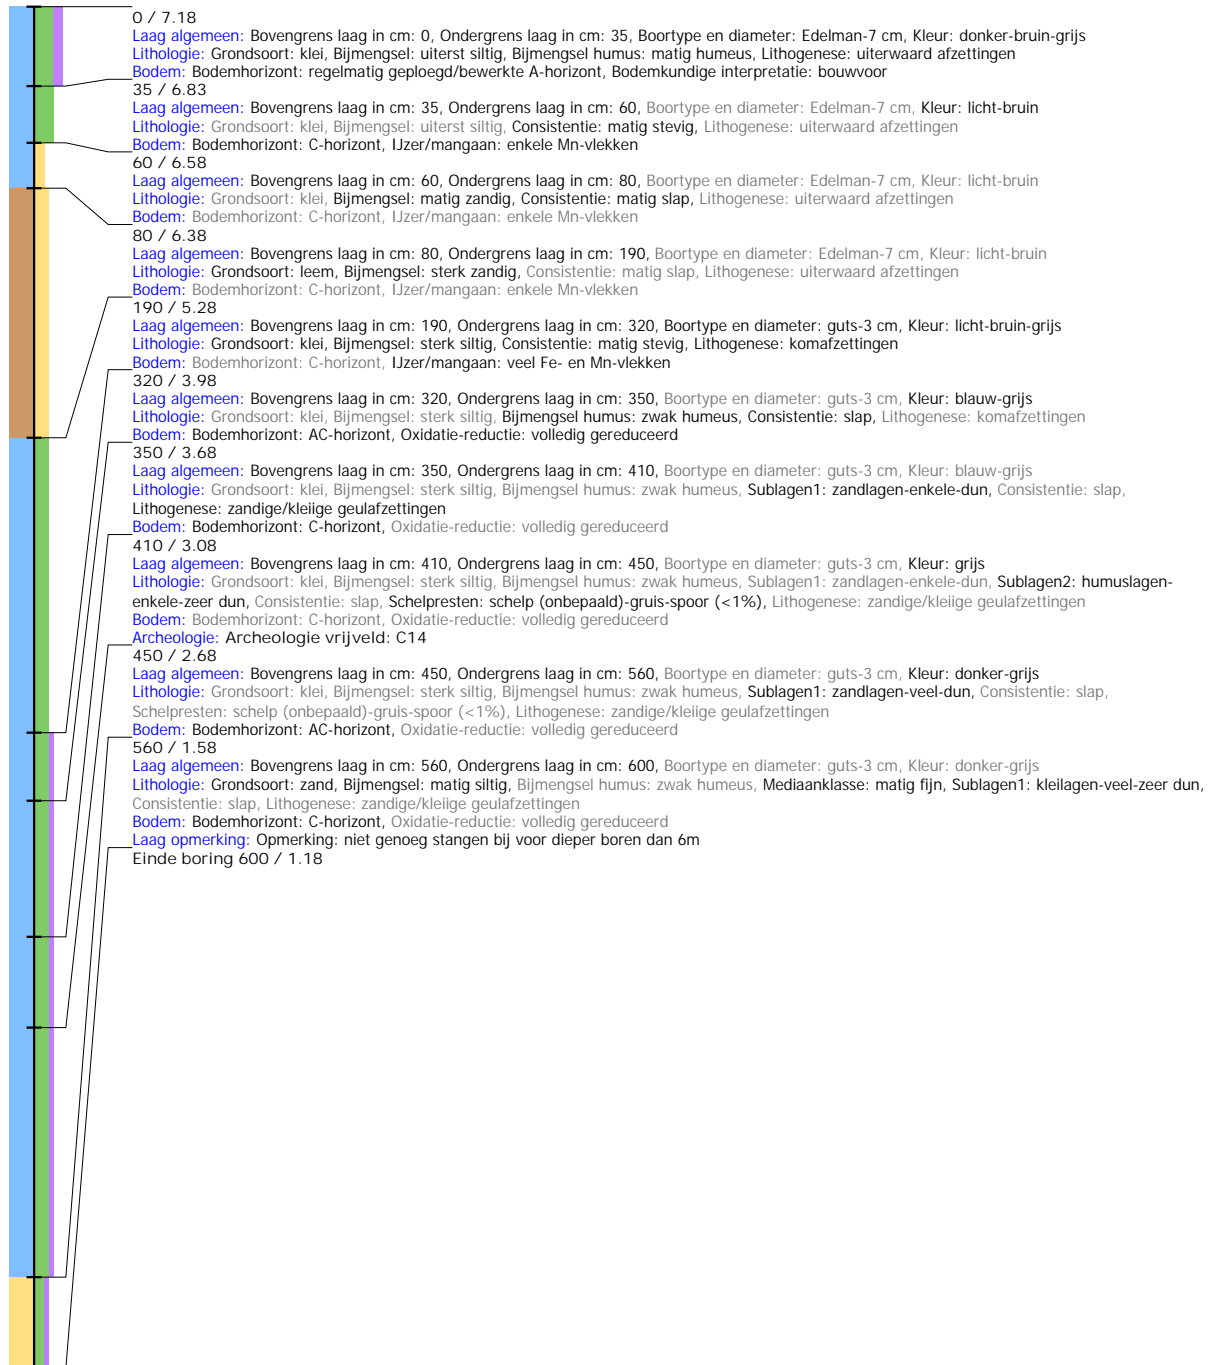 0 / 7.18
Laag algemeen: Bovengrens laag in cm: 0, Ondergrens laag in cm: 35, Boortype en diameter: Edelman-7 cm, Kleur: donker-bruin-grijs
Lithologie: Grondsoort: klei, Bijmengsel: uiterst siltig, Bijmengsel humus: matig humeus, Lithogenese: uiterwaard afzettingen
Bodem: Bodemhorizont: regelmatig geploegd/bewerkte A-horizont, Bodemkundige interpretatie: bouwvoor
35 / 6.83
Laag algemeen: Bovengrens laag in cm: 35, Ondergrens laag in cm: 60, Boortype en diameter: Edelman-7 cm, Kleur: licht-bruin
Lithologie: Grondsoort: klei, Bijmengsel: uiterst siltig, Consistentie: matig stevig, Lithogenese: uiterwaard afzettingen
Bodem: Bodemhorizont: C-horizont, IJzer/mangaan: enkele Mn-vlekken
60 / 6.58
Laag algemeen: Bovengrens laag in cm: 60, Ondergrens laag in cm: 80, Boortype en diameter: Edelman-7 cm, Kleur: licht-bruin
Lithologie: Grondsoort: klei, Bijmengsel: matig zandig, Consistentie: matig slap, Lithogenese: uiterwaard afzettingen
Bodem: Bodemhorizont: C-horizont, IJzer/mangaan: enkele Mn-vlekken
80 / 6.38
Laag algemeen: Bovengrens laag in cm: 80, Ondergrens laag in cm: 190, Boortype en diameter: Edelman-7 cm, Kleur: licht-bruin
Lithologie: Grondsoort: leem, Bijmengsel: sterk zandig, Consistentie: matig slap, Lithogenese: uiterwaard afzettingen
Bodem: Bodemhorizont: C-horizont, IJzer/mangaan: enkele Mn-vlekken
190 / 5.28
Laag algemeen: Bovengrens laag in cm: 190, Ondergrens laag in cm: 320, Boortype en diameter: guts-3 cm, Kleur: licht-bruin-grijs
Lithologie: Grondsoort: klei, Bijmengsel: sterk siltig, Consistentie: matig stevig, Lithogenese: komafzettingen
Bodem: Bodemhorizont: C-horizont, IJzer/mangaan: veel Fe- en Mn-vlekken
320 / 3.98
Laag algemeen: Bovengrens laag in cm: 320, Ondergrens laag in cm: 350, Boortype en diameter: guts-3 cm, Kleur: blauw-grijs
Lithologie: Grondsoort: klei, Bijmengsel: sterk siltig, Bijmengsel humus: zwak humeus, Consistentie: slap, Lithogenese: komafzettingen
Bodem: Bodemhorizont: AC-horizont, Oxidatie-reductie: volledig gereduceerd
350 / 3.68
Laag algemeen: Bovengrens laag in cm: 350, Ondergrens laag in cm: 410, Boortype en diameter: guts-3 cm, Kleur: blauw-grijs
Lithologie: Grondsoort: klei, Bijmengsel: sterk siltig, Bijmengsel humus: zwak humeus, Sublagen1: zandlagen-enkele-dun, Consistentie: slap,
Lithogenese: zandige/kleiige geulafzettingen
Bodem: Bodemhorizont: C-horizont, Oxidatie-reductie: volledig gereduceerd
410 / 3.08
Laag algemeen: Bovengrens laag in cm: 410, Ondergrens laag in cm: 450, Boortype en diameter: guts-3 cm, Kleur: grijs
Lithologie: Grondsoort: klei, Bijmengsel: sterk siltig, Bijmengsel humus: zwak humeus, Sublagen1: zandlagen-enkele-dun, Sublagen2: humuslagen-
enkele-zeer dun, Consistentie: slap, Schelpresten: schelp (onbepaald)-gruis-spoor (<1%), Lithogenese: zandige/kleiige geulafzettingen
Bodem: Bodemhorizont: C-horizont, Oxidatie-reductie: volledig gereduceerd
Archeologie: Archeologie vrijveld: C14
450 / 2.68
Laag algemeen: Bovengrens laag in cm: 450, Ondergrens laag in cm: 560, Boortype en diameter: guts-3 cm, Kleur: donker-grijs
Lithologie: Grondsoort: klei, Bijmengsel: sterk siltig, Bijmengsel humus: zwak humeus, Sublagen1: zandlagen-veel-dun, Consistentie: slap,
Schelpresten: schelp (onbepaald)-gruis-spoor (<1%), Lithogenese: zandige/kleiige geulafzettingen
Bodem: Bodemhorizont: AC-horizont, Oxidatie-reductie: volledig gereduceerd
560 / 1.58
Laag algemeen: Bovengrens laag in cm: 560, Ondergrens laag in cm: 600, Boortype en diameter: guts-3 cm, Kleur: donker-grijs
Lithologie: Grondsoort: zand, Bijmengsel: matig siltig, Bijmengsel humus: zwak humeus, Mediaanklasse: matig fijn, Sublagen1: kleilagen-veel-zeer dun,
Consistentie: slap, Lithogenese: zandige/kleiige geulafzettingen
Bodem: Bodemhorizont: C-horizont, Oxidatie-reductie: volledig gereduceerd
Laag opmerking: Opmerking: niet genoeg stangen bij voor dieper boren dan 6m
Einde boring 600 / 1.18